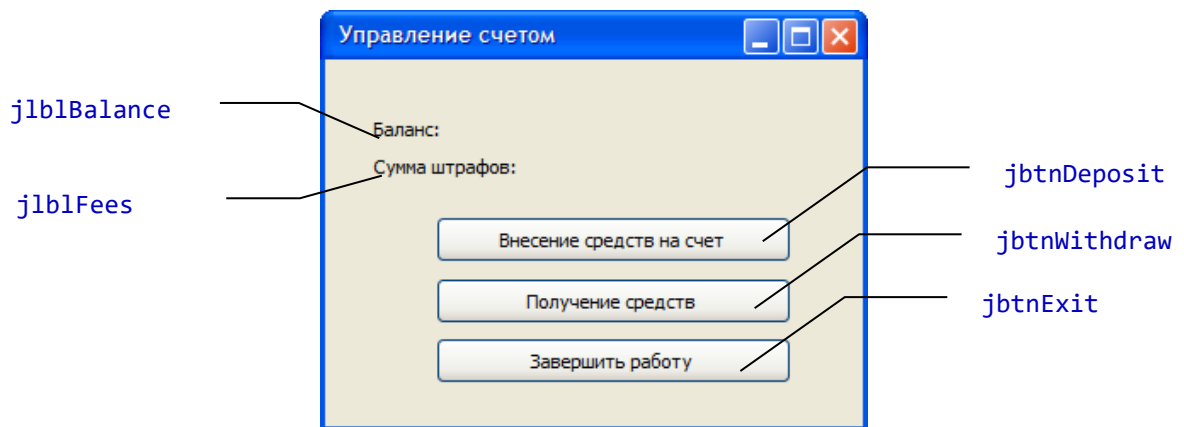 Управление счетом
jlblBalance
Баланс:
Сумма штрафов:
jbtnDeposit
jlblFees
Внесение средств на счет
jbtnWithdraw
Получение средств
jbtnExit
Завершить работу